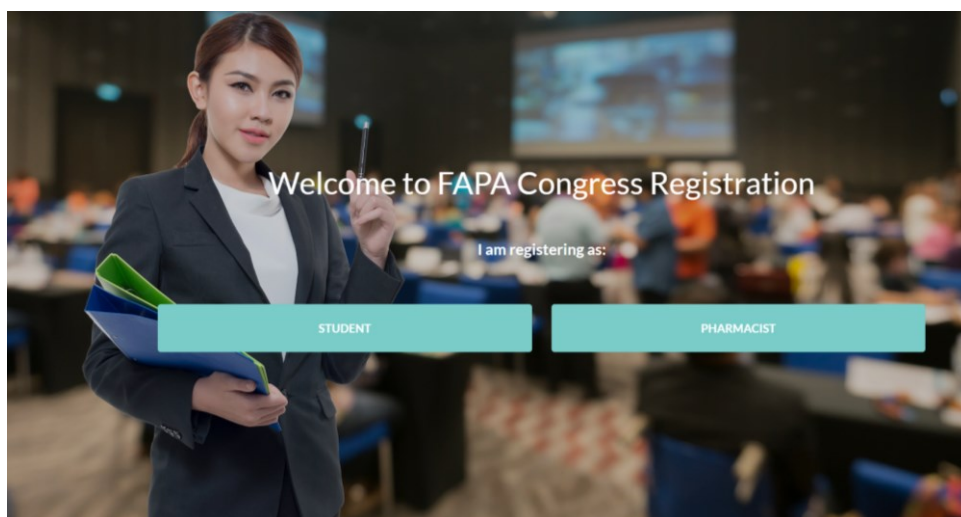 Welcome to FAPA Congress Registration
I am registering as:
STUDENT
PHARMACIST